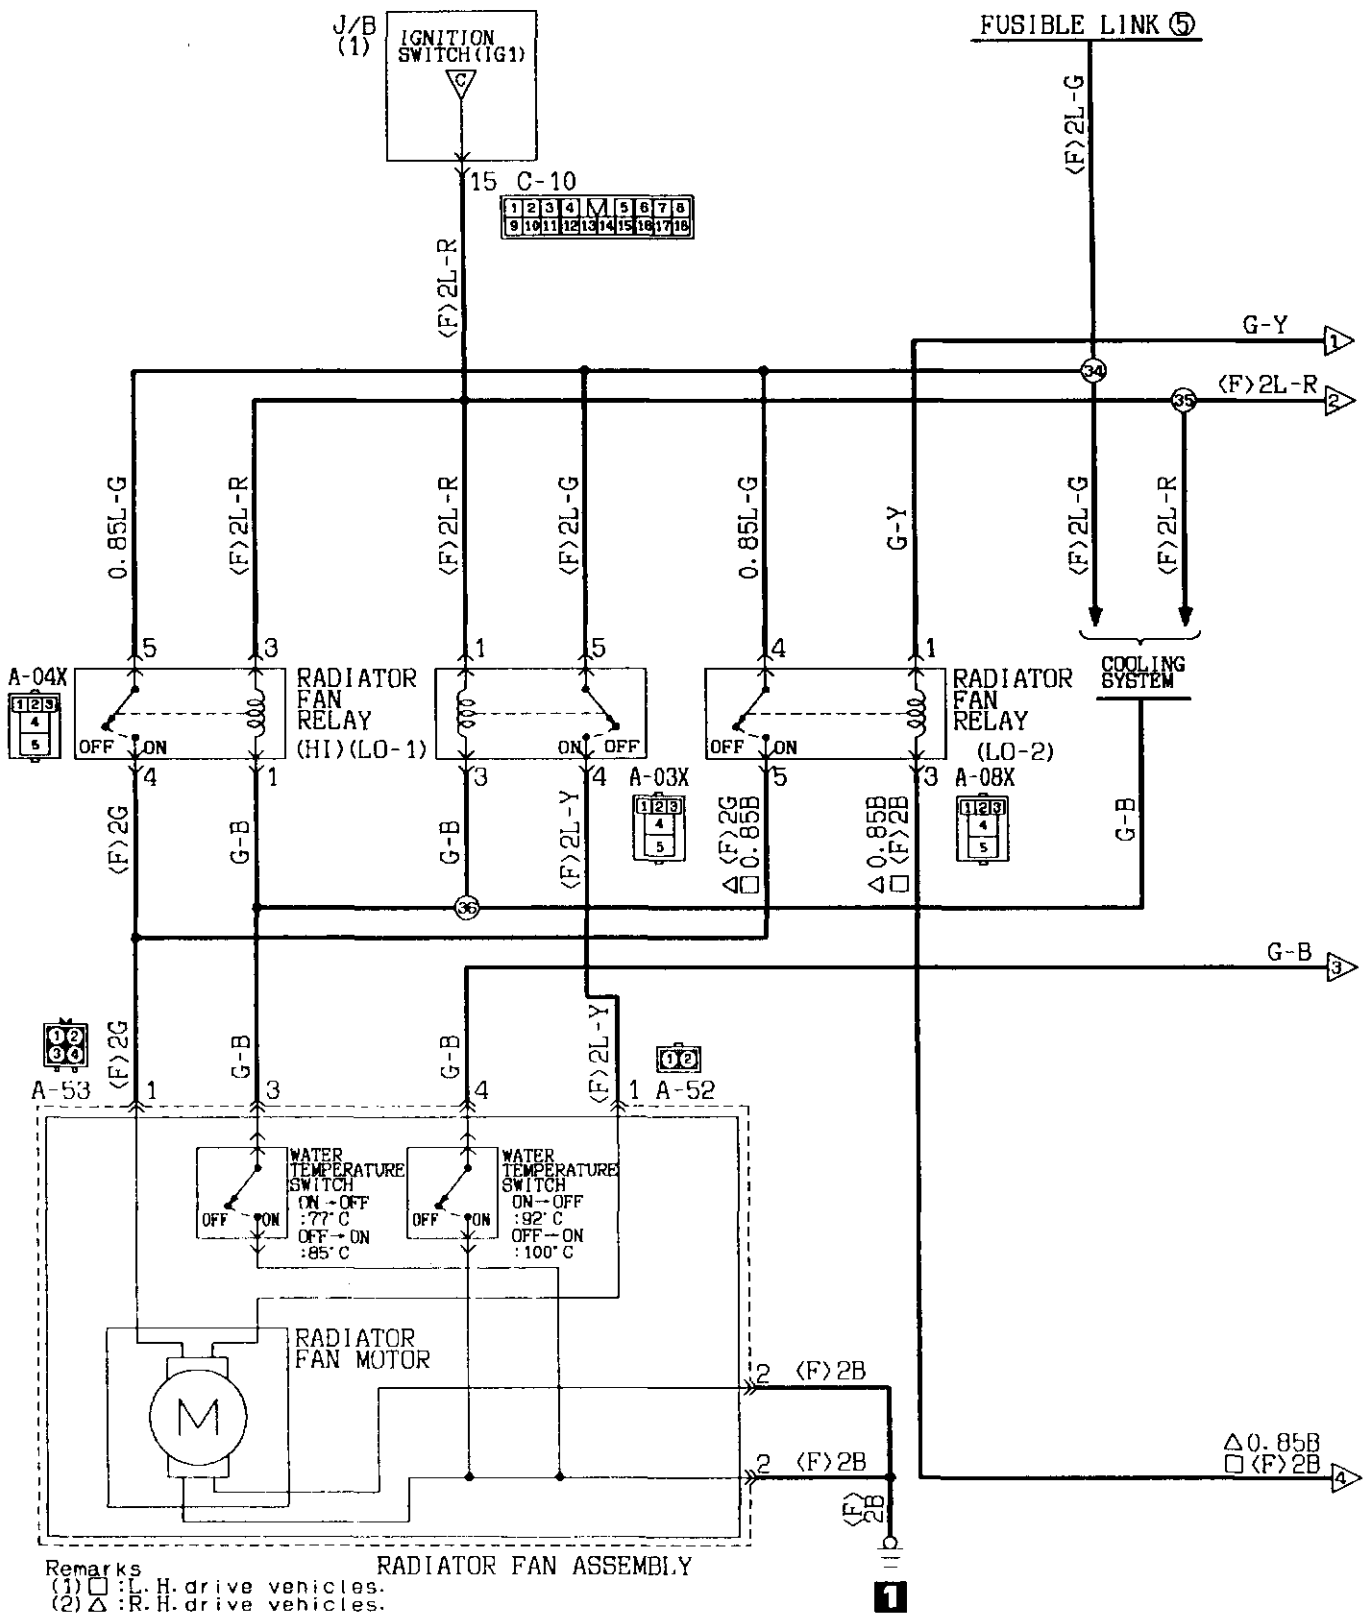 J/B
(1)
IGNITION
SWITCH(IG1)
C
FUSIBLE LINK ⑤
(F)2L-G
15 C-10
1 2 3 4 5 6 7 8
9 10 11 12 13 14 15 16 17 18
(F)2L-R
G-Y
1
34
(F)2L-R
35
2
0.85L-G
(F)2L-R
(F)2L-R
(F)2L-G
0.85L-G
G-Y
(F)2L-G
(F)2L-R
5 3 1 5 4 1
A-04X
1 2 3
4
5
RADIATOR
FAN
RELAY
(HI)(LO-1)
OFF ON
ON OFF
OFF ON
RADIATOR
FAN
RELAY
(LO-2)
COOLING
SYSTEM
4 1 3 4 5 3
A-03X
1 2 3
4
5
A-08X
1 2 3
4
5
(F)2G
G-B
G-B
(F)2L-Y
△(F)2G
□0.85B
△0.85B
□(F)2B
G-B
36
G-B
3
1 2
3 4
A-53
(F)2G
G-B
G-B
(F)2L-Y
1 3 4 1
1 2
A-52
WATER
TEMPERATURE
SWITCH
ON→OFF
:77°C
OFF→ON
:85°C
OFF ON
WATER
TEMPERATURE
SWITCH
ON→OFF
:92°C
OFF→ON
:100°C
OFF ON
RADIATOR
FAN MOTOR
M
2 (F)2B
2 (F)2B
(F)
2B
△0.85B
□(F)2B
4
RADIATOR FAN ASSEMBLY
1
Remarks
(1)□:L.H.drive vehicles.
(2)△:R.H.drive vehicles.